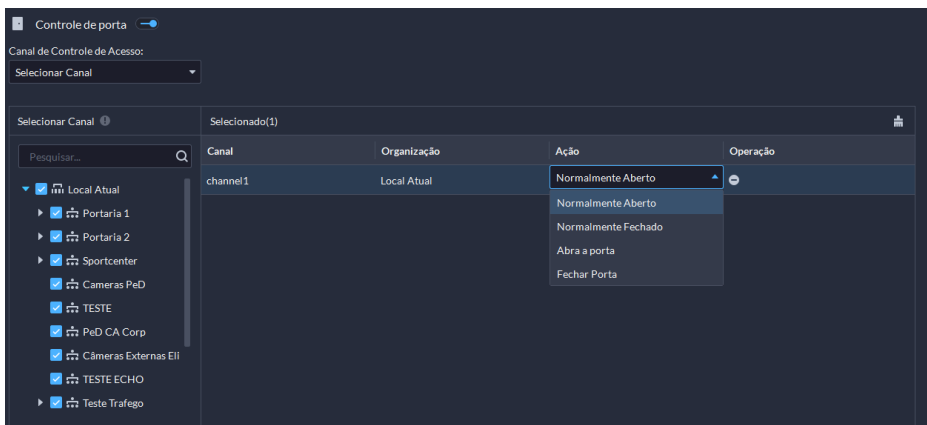 Controle de porta
Canal de Controle de Acesso:
Selecionar Canal
Selecionar Canal
Selecionado(1)
Pesquisar...
Canal Organização Ação Operação
channel1 Local Atual Normalmente Aberto
Normalmente Aberto
Normalmente Fechado
Abra a porta
Fechar Porta
Local Atual
Portaria 1
Portaria 2
Sportcenter
Cameras PeD
TESTE
PeD CA Corp
Câmeras Externas Eli
TESTE ECHO
Teste Trafego